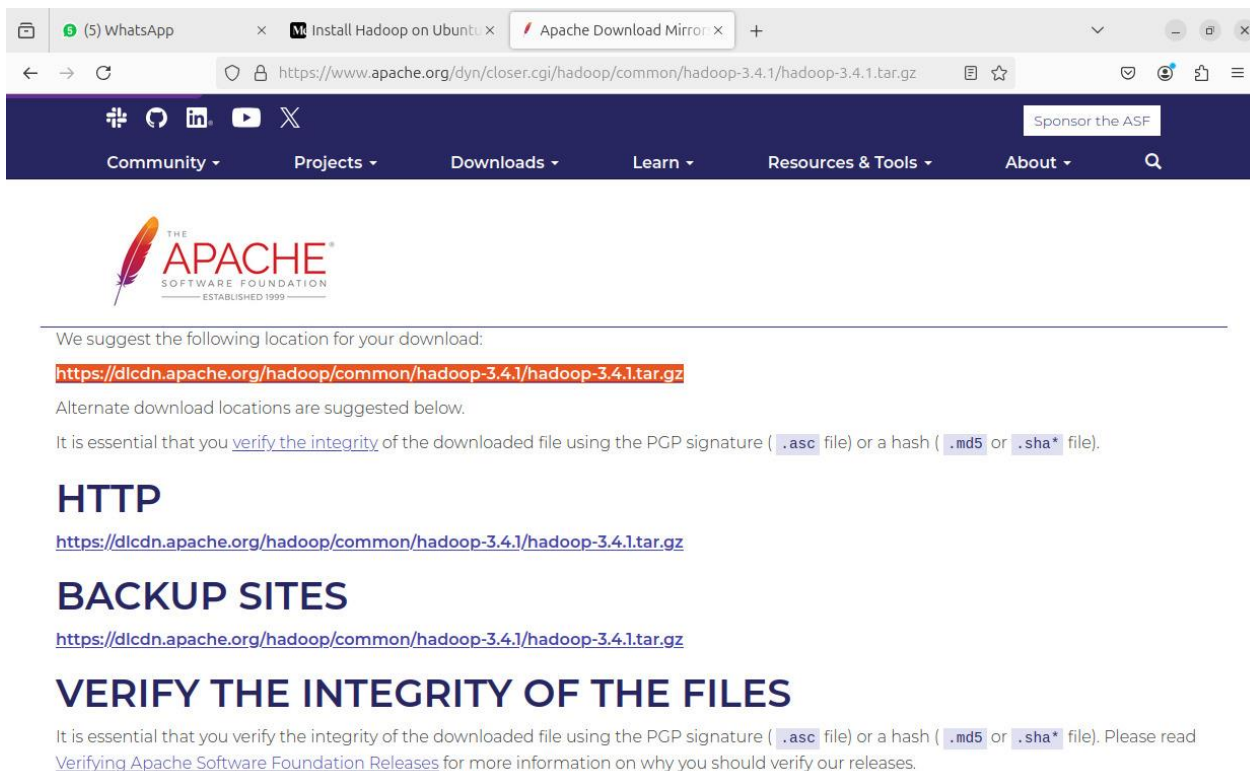 (5) WhatsApp
Install Hadoop on Ubuntu
Apache Download Mirror
https://www.apache.org/dyn/closer.cgi/hadoop/common/hadoop-3.4.1/hadoop-3.4.1.tar.gz
Sponsor the ASF
Community Projects Downloads Learn Resources & Tools About
THE
APACHE®
SOFTWARE FOUNDATION
ESTABLISHED 1999
We suggest the following location for your download:
https://dlcdn.apache.org/hadoop/common/hadoop-3.4.1/hadoop-3.4.1.tar.gz
Alternate download locations are suggested below.
It is essential that you verify the integrity of the downloaded file using the PGP signature ( .asc file) or a hash ( .md5 or .sha* file).
HTTP
https://dlcdn.apache.org/hadoop/common/hadoop-3.4.1/hadoop-3.4.1.tar.gz
BACKUP SITES
https://dlcdn.apache.org/hadoop/common/hadoop-3.4.1/hadoop-3.4.1.tar.gz
VERIFY THE INTEGRITY OF THE FILES
It is essential that you verify the integrity of the downloaded file using the PGP signature ( .asc file) or a hash ( .md5 or .sha* file). Please read
Verifying Apache Software Foundation Releases for more information on why you should verify our releases.